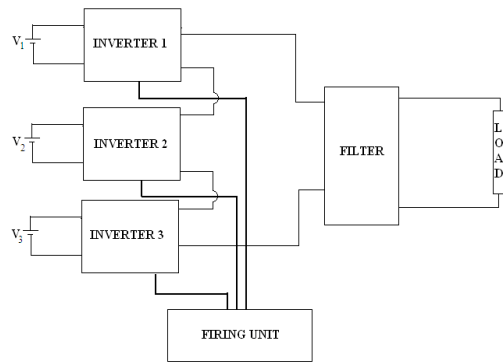 V1
INVERTER 1
V2
INVERTER 2
V3
INVERTER 3
FILTER
LOAD
FIRING UNIT